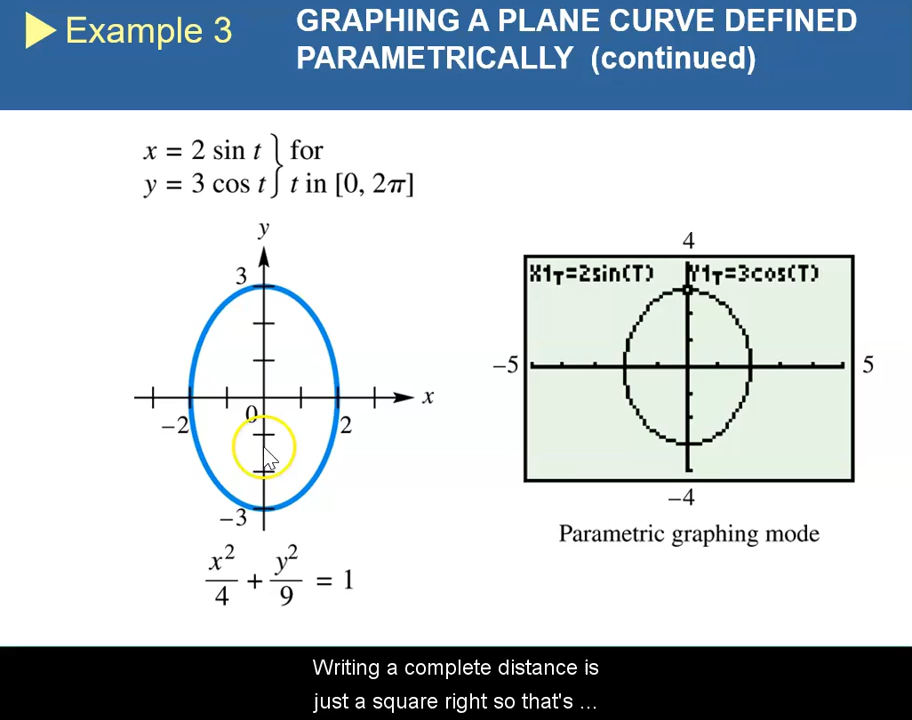 Example 3
GRAPHING A PLANE CURVE DEFINED
PARAMETRICALLY (continued)
x = 2 sin t } for
y = 3 cos t } t in [0, 2π]
y
3
0
x
−2
2
−3
x²/4 + y²/9 = 1
4
X1T=2sin(T) Y1T=3cos(T)
−5
5
−4
Parametric graphing mode
Writing a complete distance is
just a square right so that's ...